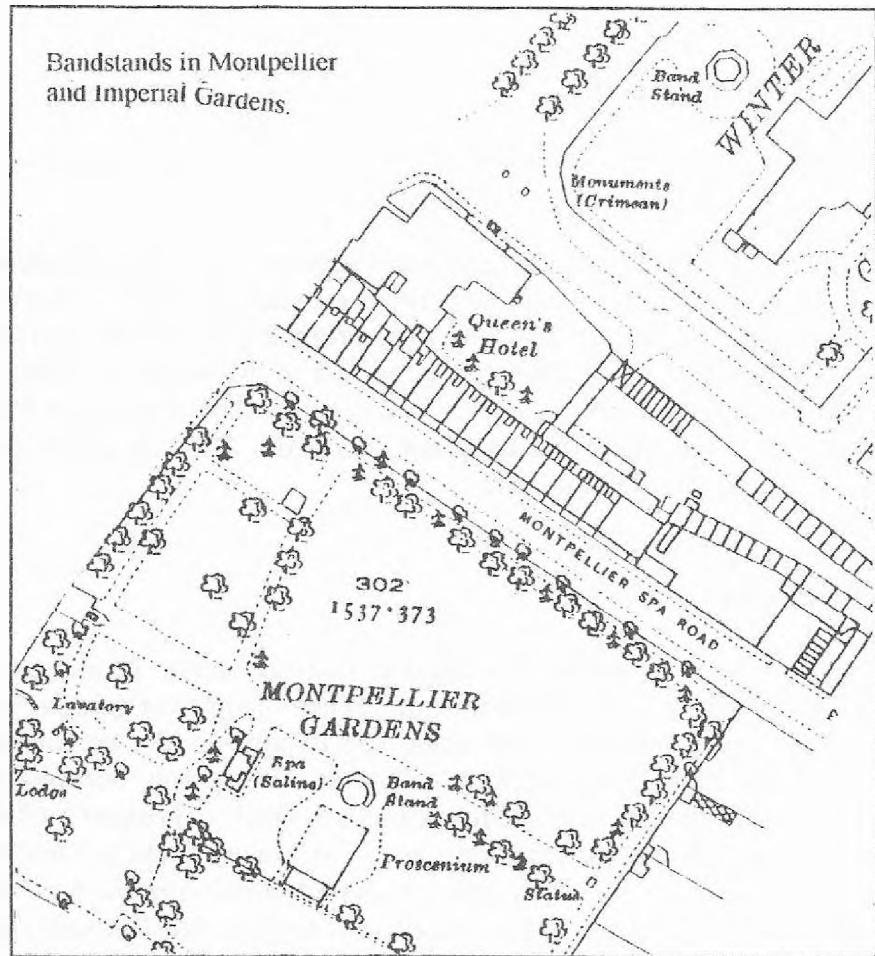 Bandstands in Montpellier
and Imperial Gardens.
Band
Stand
WINTER
Monuments
(Crimean)
Queen's
Hotel
MONTPELLIER SPA ROAD
302
1537·373
MONTPELLIER
GARDENS
Lavatory
Lodge
Spa
(Saline)
Band
Stand
Proscenium
Statue